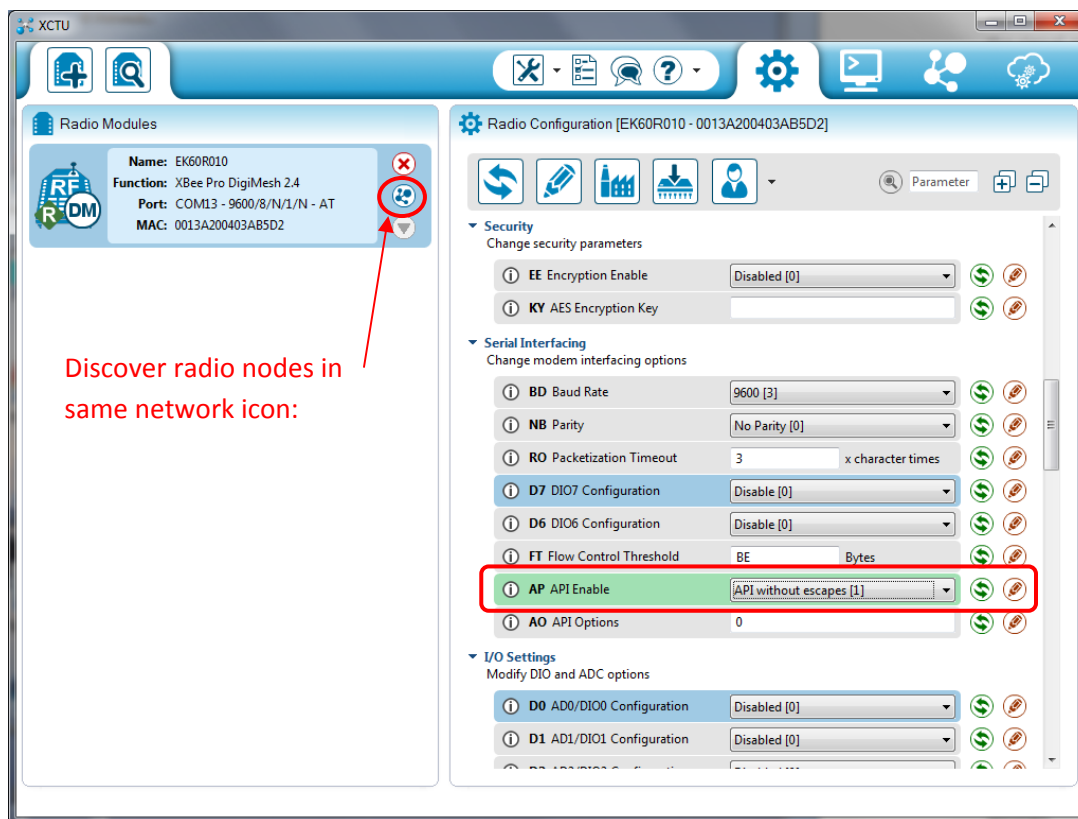 XCTU
Radio Modules
Name: EK60R010
Function: XBee Pro DigiMesh 2.4
Port: COM13 - 9600/8/N/1/N - AT
MAC: 0013A200403AB5D2
RF
R
DM
Discover radio nodes in
same network icon:
Radio Configuration [EK60R010 - 0013A200403AB5D2]
Parameter
Security
Change security parameters
EE Encryption Enable Disabled [0]
KY AES Encryption Key
Serial Interfacing
Change modem interfacing options
BD Baud Rate 9600 [3]
NB Parity No Parity [0]
RO Packetization Timeout 3 x character times
D7 DIO7 Configuration Disable [0]
D6 DIO6 Configuration Disable [0]
FT Flow Control Threshold BE Bytes
AP API Enable API without escapes [1]
AO API Options 0
I/O Settings
Modify DIO and ADC options
D0 AD0/DIO0 Configuration Disabled [0]
D1 AD1/DIO1 Configuration Disabled [0]